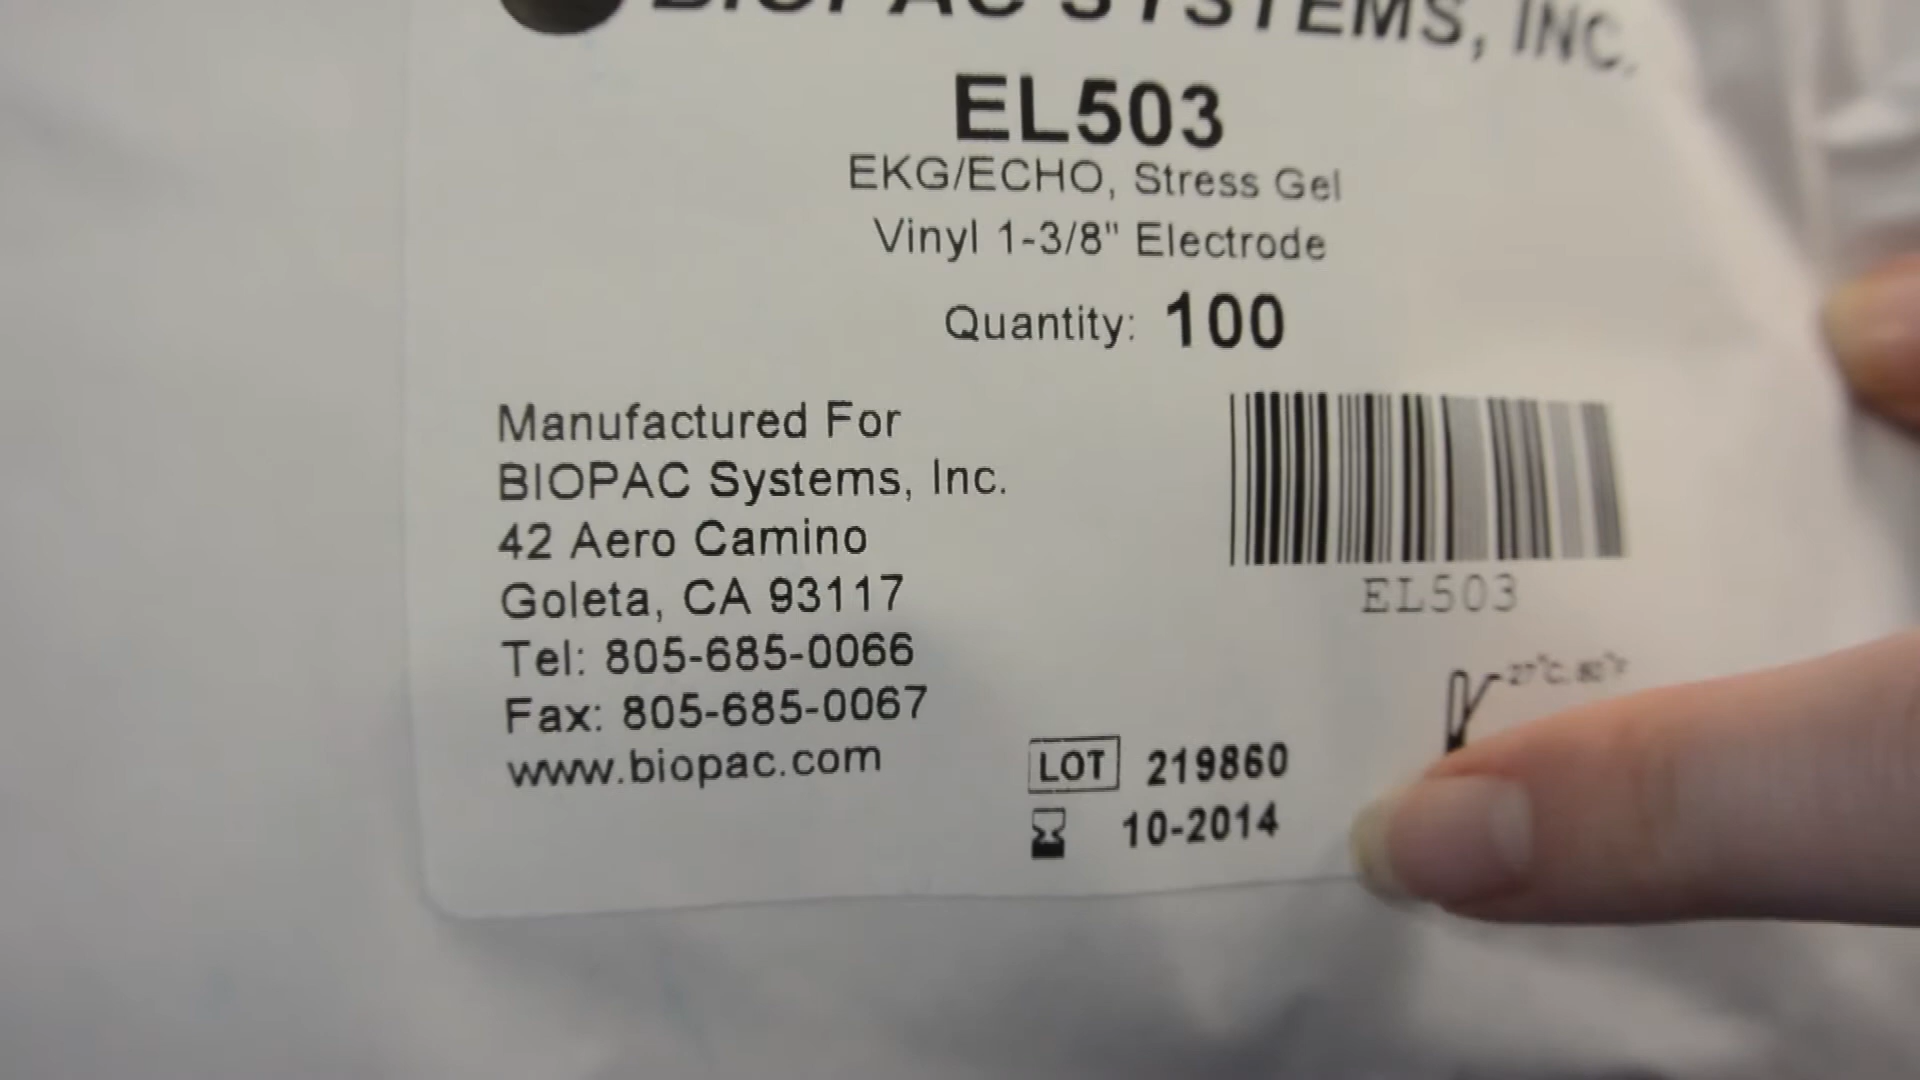 BIOPAC SYSTEMS, INC.
EL503
EKG/ECHO, Stress Gel
Vinyl 1-3/8" Electrode
Quantity: 100
Manufactured For
BIOPAC Systems, Inc.
42 Aero Camino
Goleta, CA 93117
Tel: 805-685-0066
Fax: 805-685-0067
www.biopac.com
EL503
27°C, 80°F
LOT 219860
10-2014